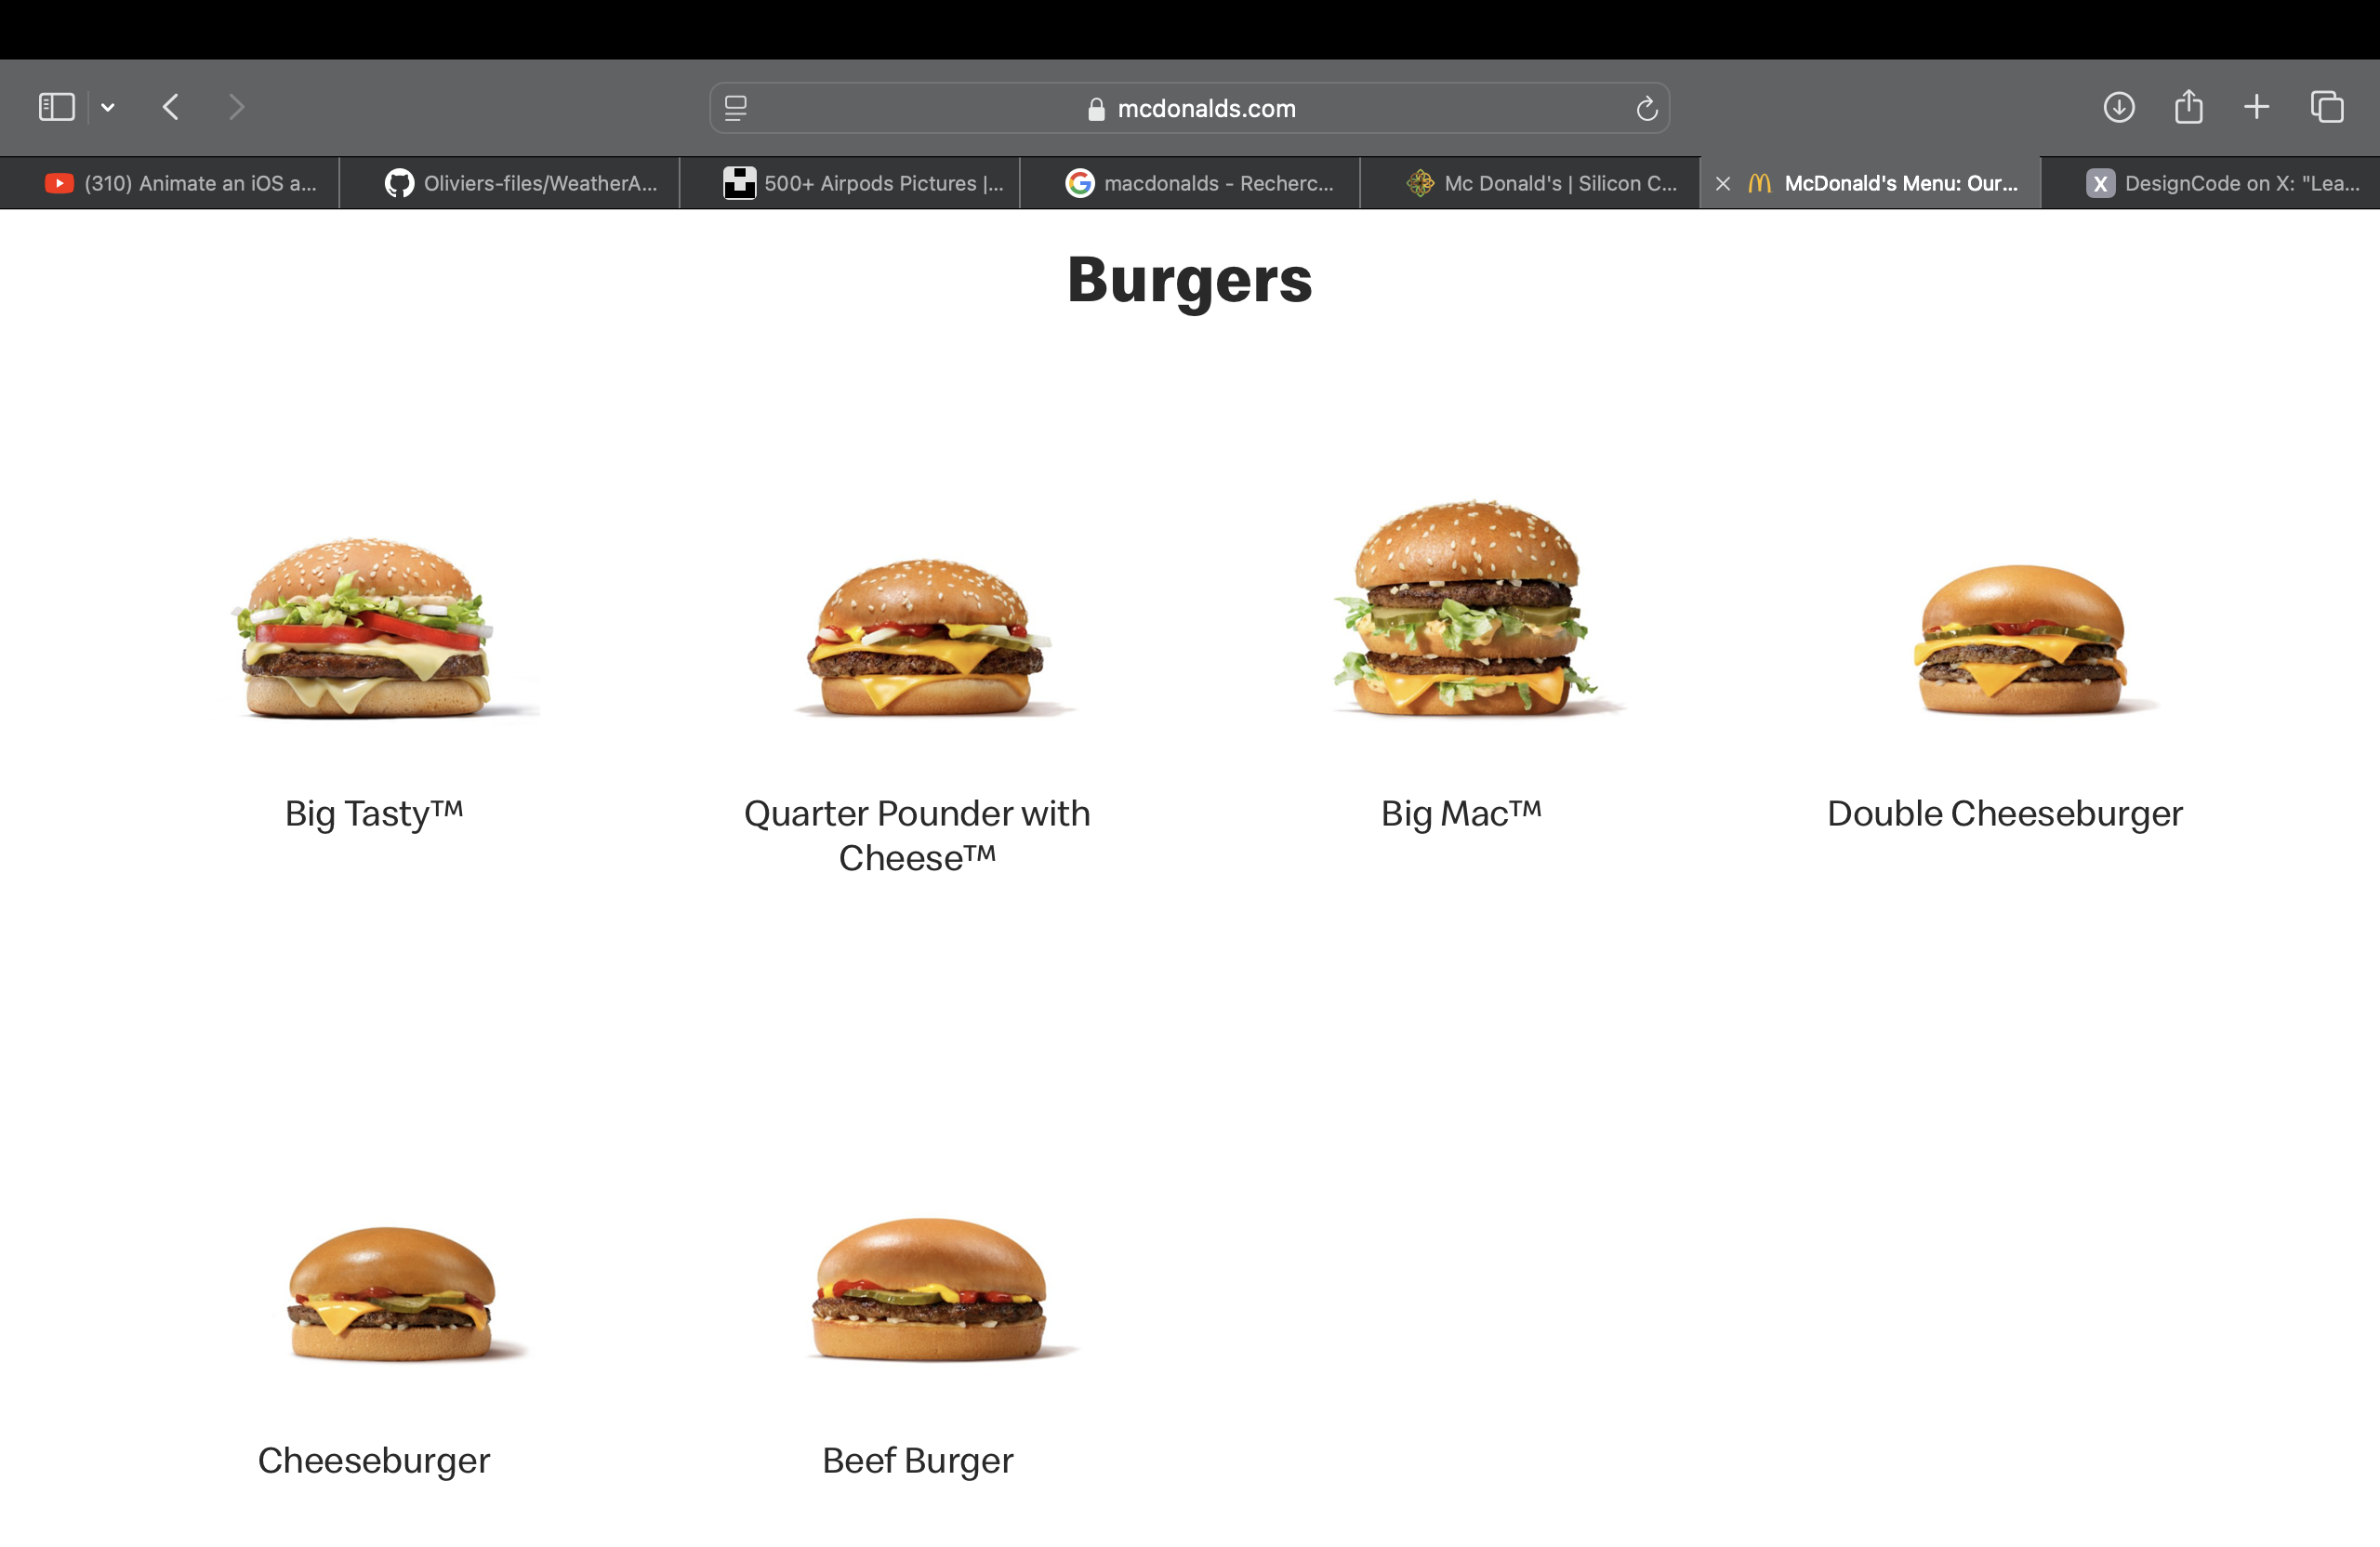 mcdonalds.com
(310) Animate an iOS a...
Oliviers-files/WeatherA...
500+ Airpods Pictures |...
macdonalds - Recherc...
Mc Donald's | Silicon C...
McDonald's Menu: Our...
X
DesignCode on X: "Lea...
Burgers
Big Tasty™
Quarter Pounder with
Cheese™
Big Mac™
Double Cheeseburger
Cheeseburger
Beef Burger